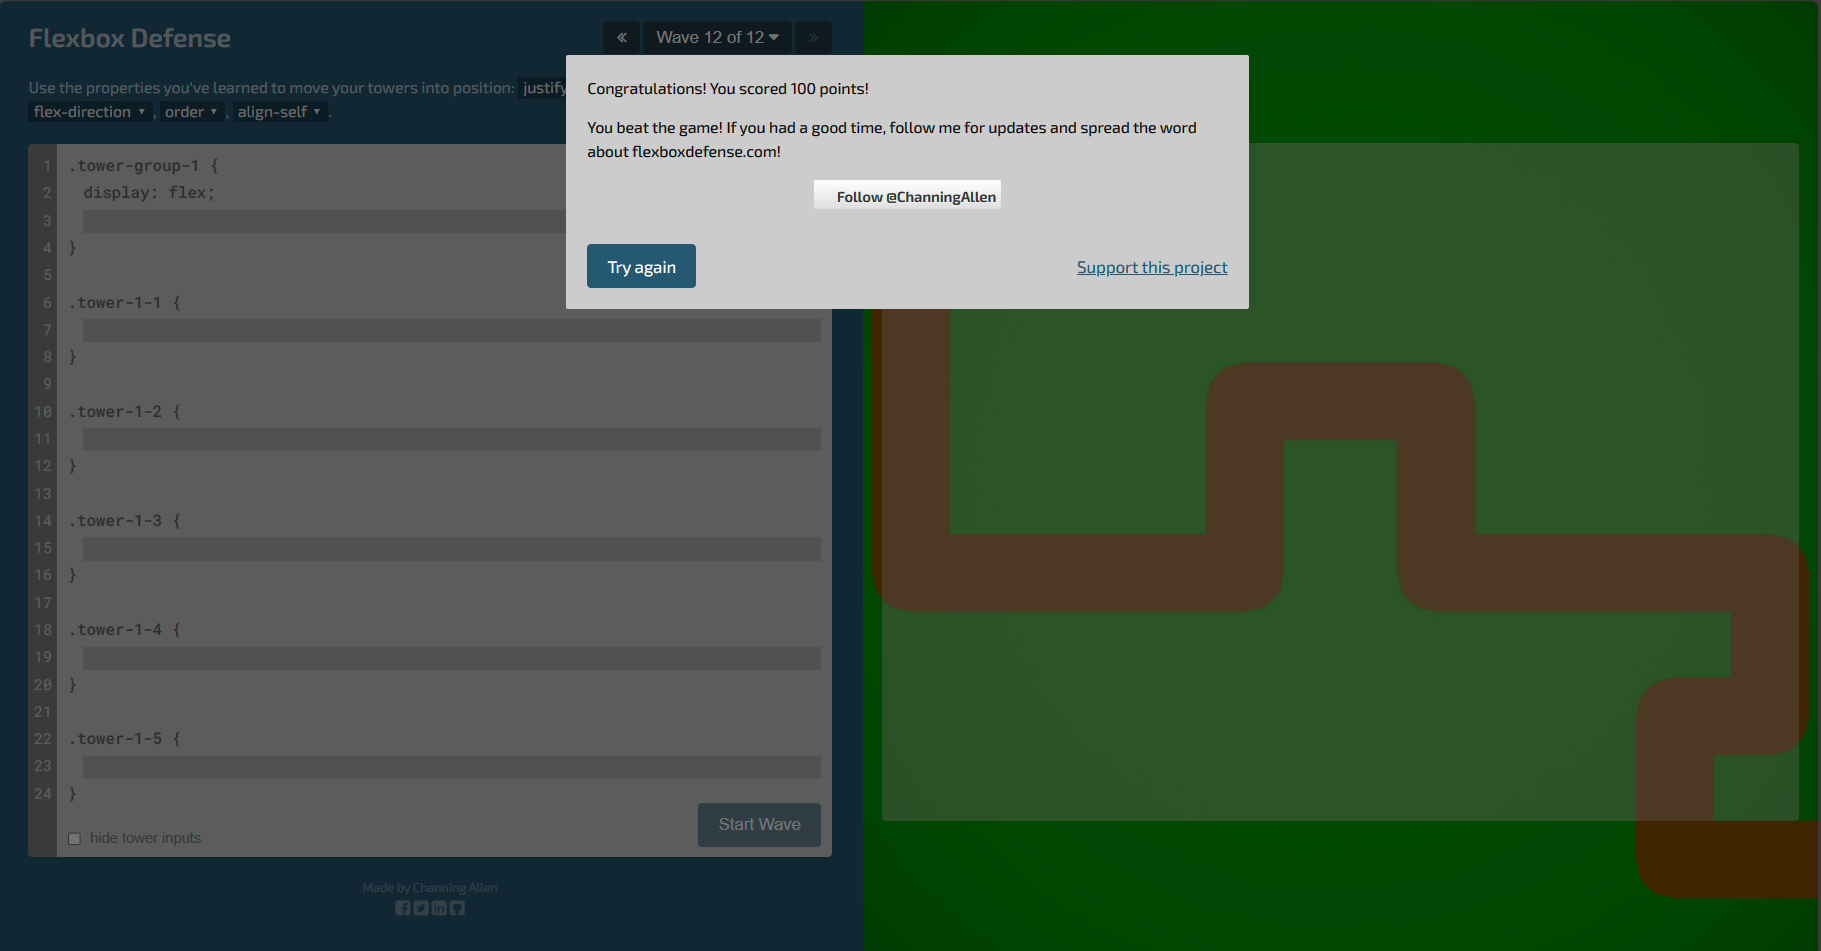 Flexbox Defense
«
Wave 12 of 12
»
Use the properties you've learned to move your towers into position: justify
flex-direction ▼ , order ▼ , align-self ▼ .
1 .tower-group-1 {
2 display: flex;
3
4 }
5
6 .tower-1-1 {
7
8 }
9
10 .tower-1-2 {
11
12 }
13
14 .tower-1-3 {
15
16 }
17
18 .tower-1-4 {
19
20 }
21
22 .tower-1-5 {
23
24 }
hide tower inputs
Start Wave
Made by Channing Allen
Congratulations! You scored 100 points!
You beat the game! If you had a good time, follow me for updates and spread the word
about flexboxdefense.com!
Follow @ChanningAllen
Try again
Support this project